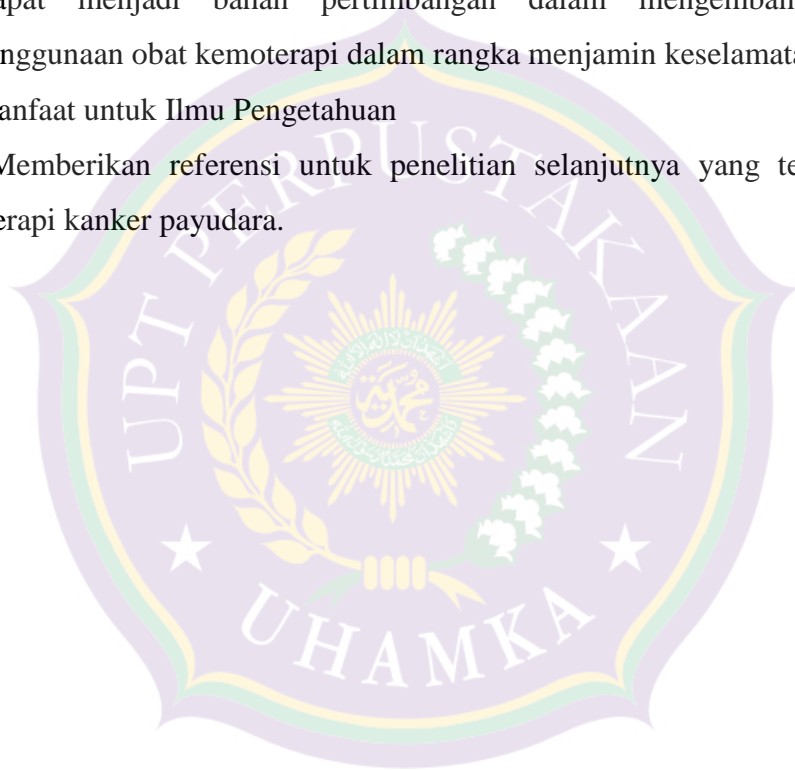 apat menjadi bahan pertimbangan dalam mengemban
nggunaan obat kemoterapi dalam rangka menjamin keselamata
anfaat untuk Ilmu Pengetahuan
Memberikan referensi untuk penelitian selanjutnya yang te
erapi kanker payudara.
UPT PERPUSTAKAAN
UHAMKA